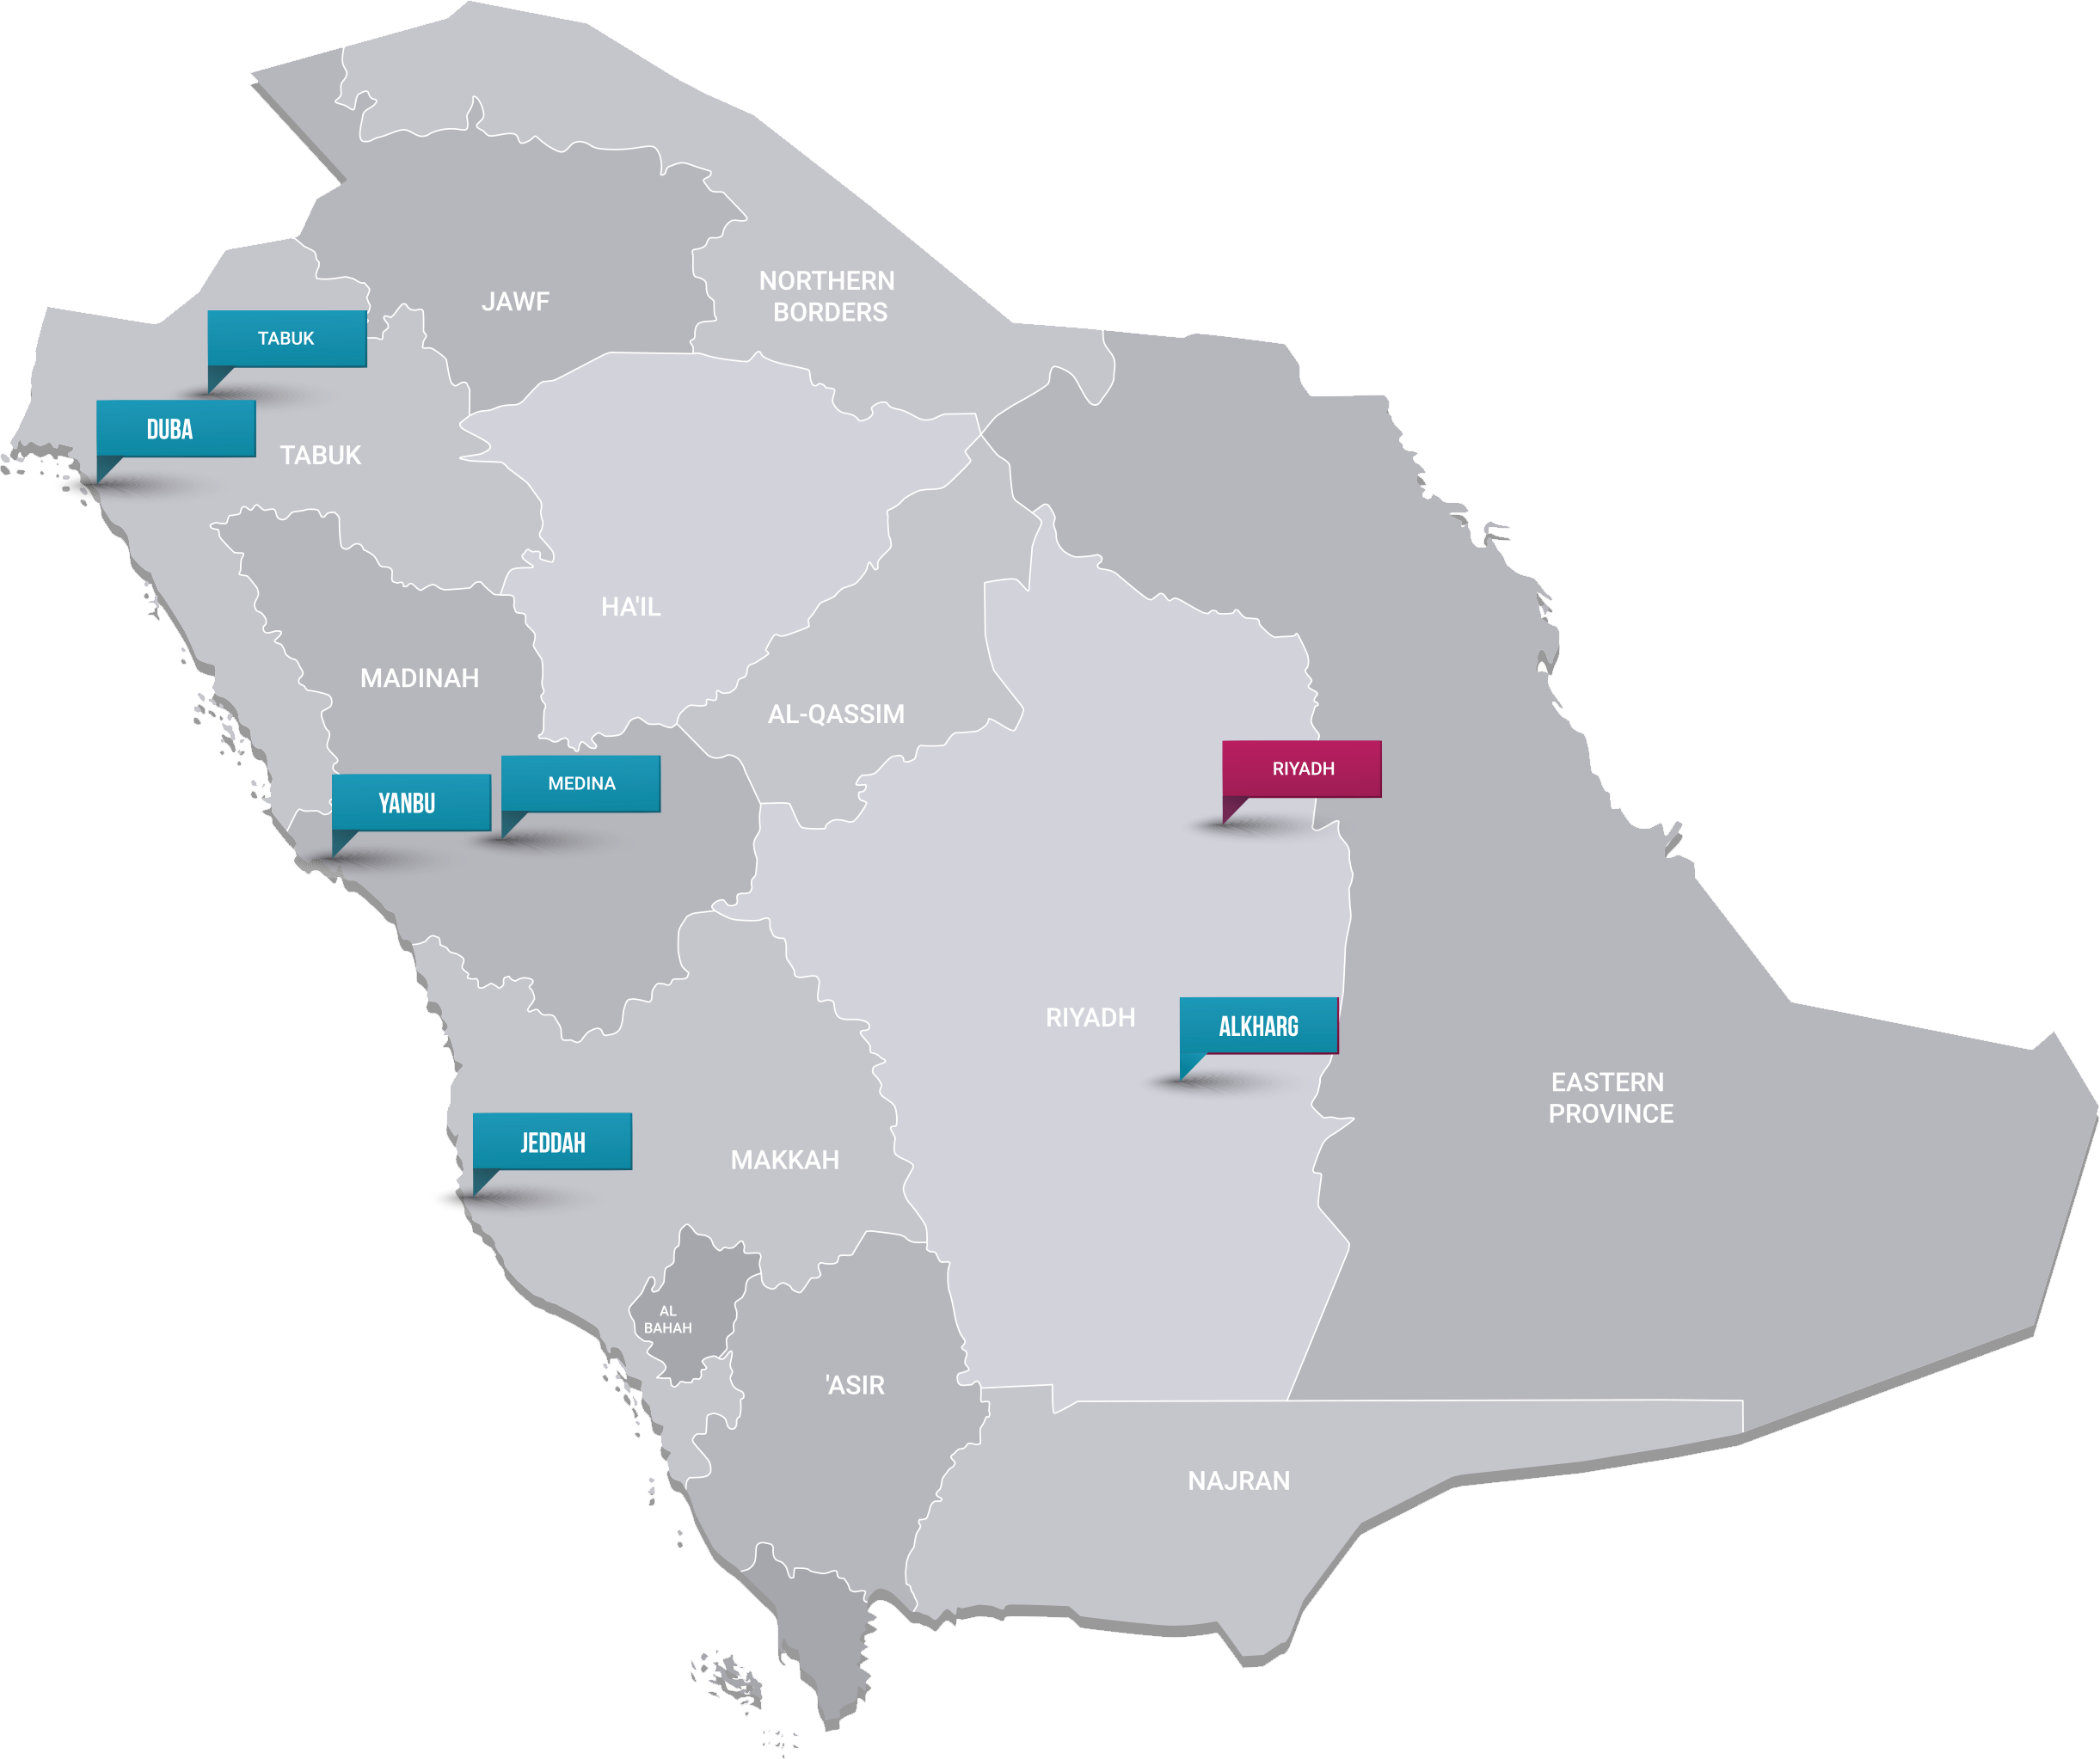 NORTHERN
BORDERS
JAWF
TABUK
DUBA
TABUK
HA'IL
MADINAH
AL-QASSIM
RIYADH
MEDINA
YANBU
RIYADH
ALKHARG
EASTERN
PROVINCE
JEDDAH
MAKKAH
AL
BAHAH
'ASIR
NAJRAN